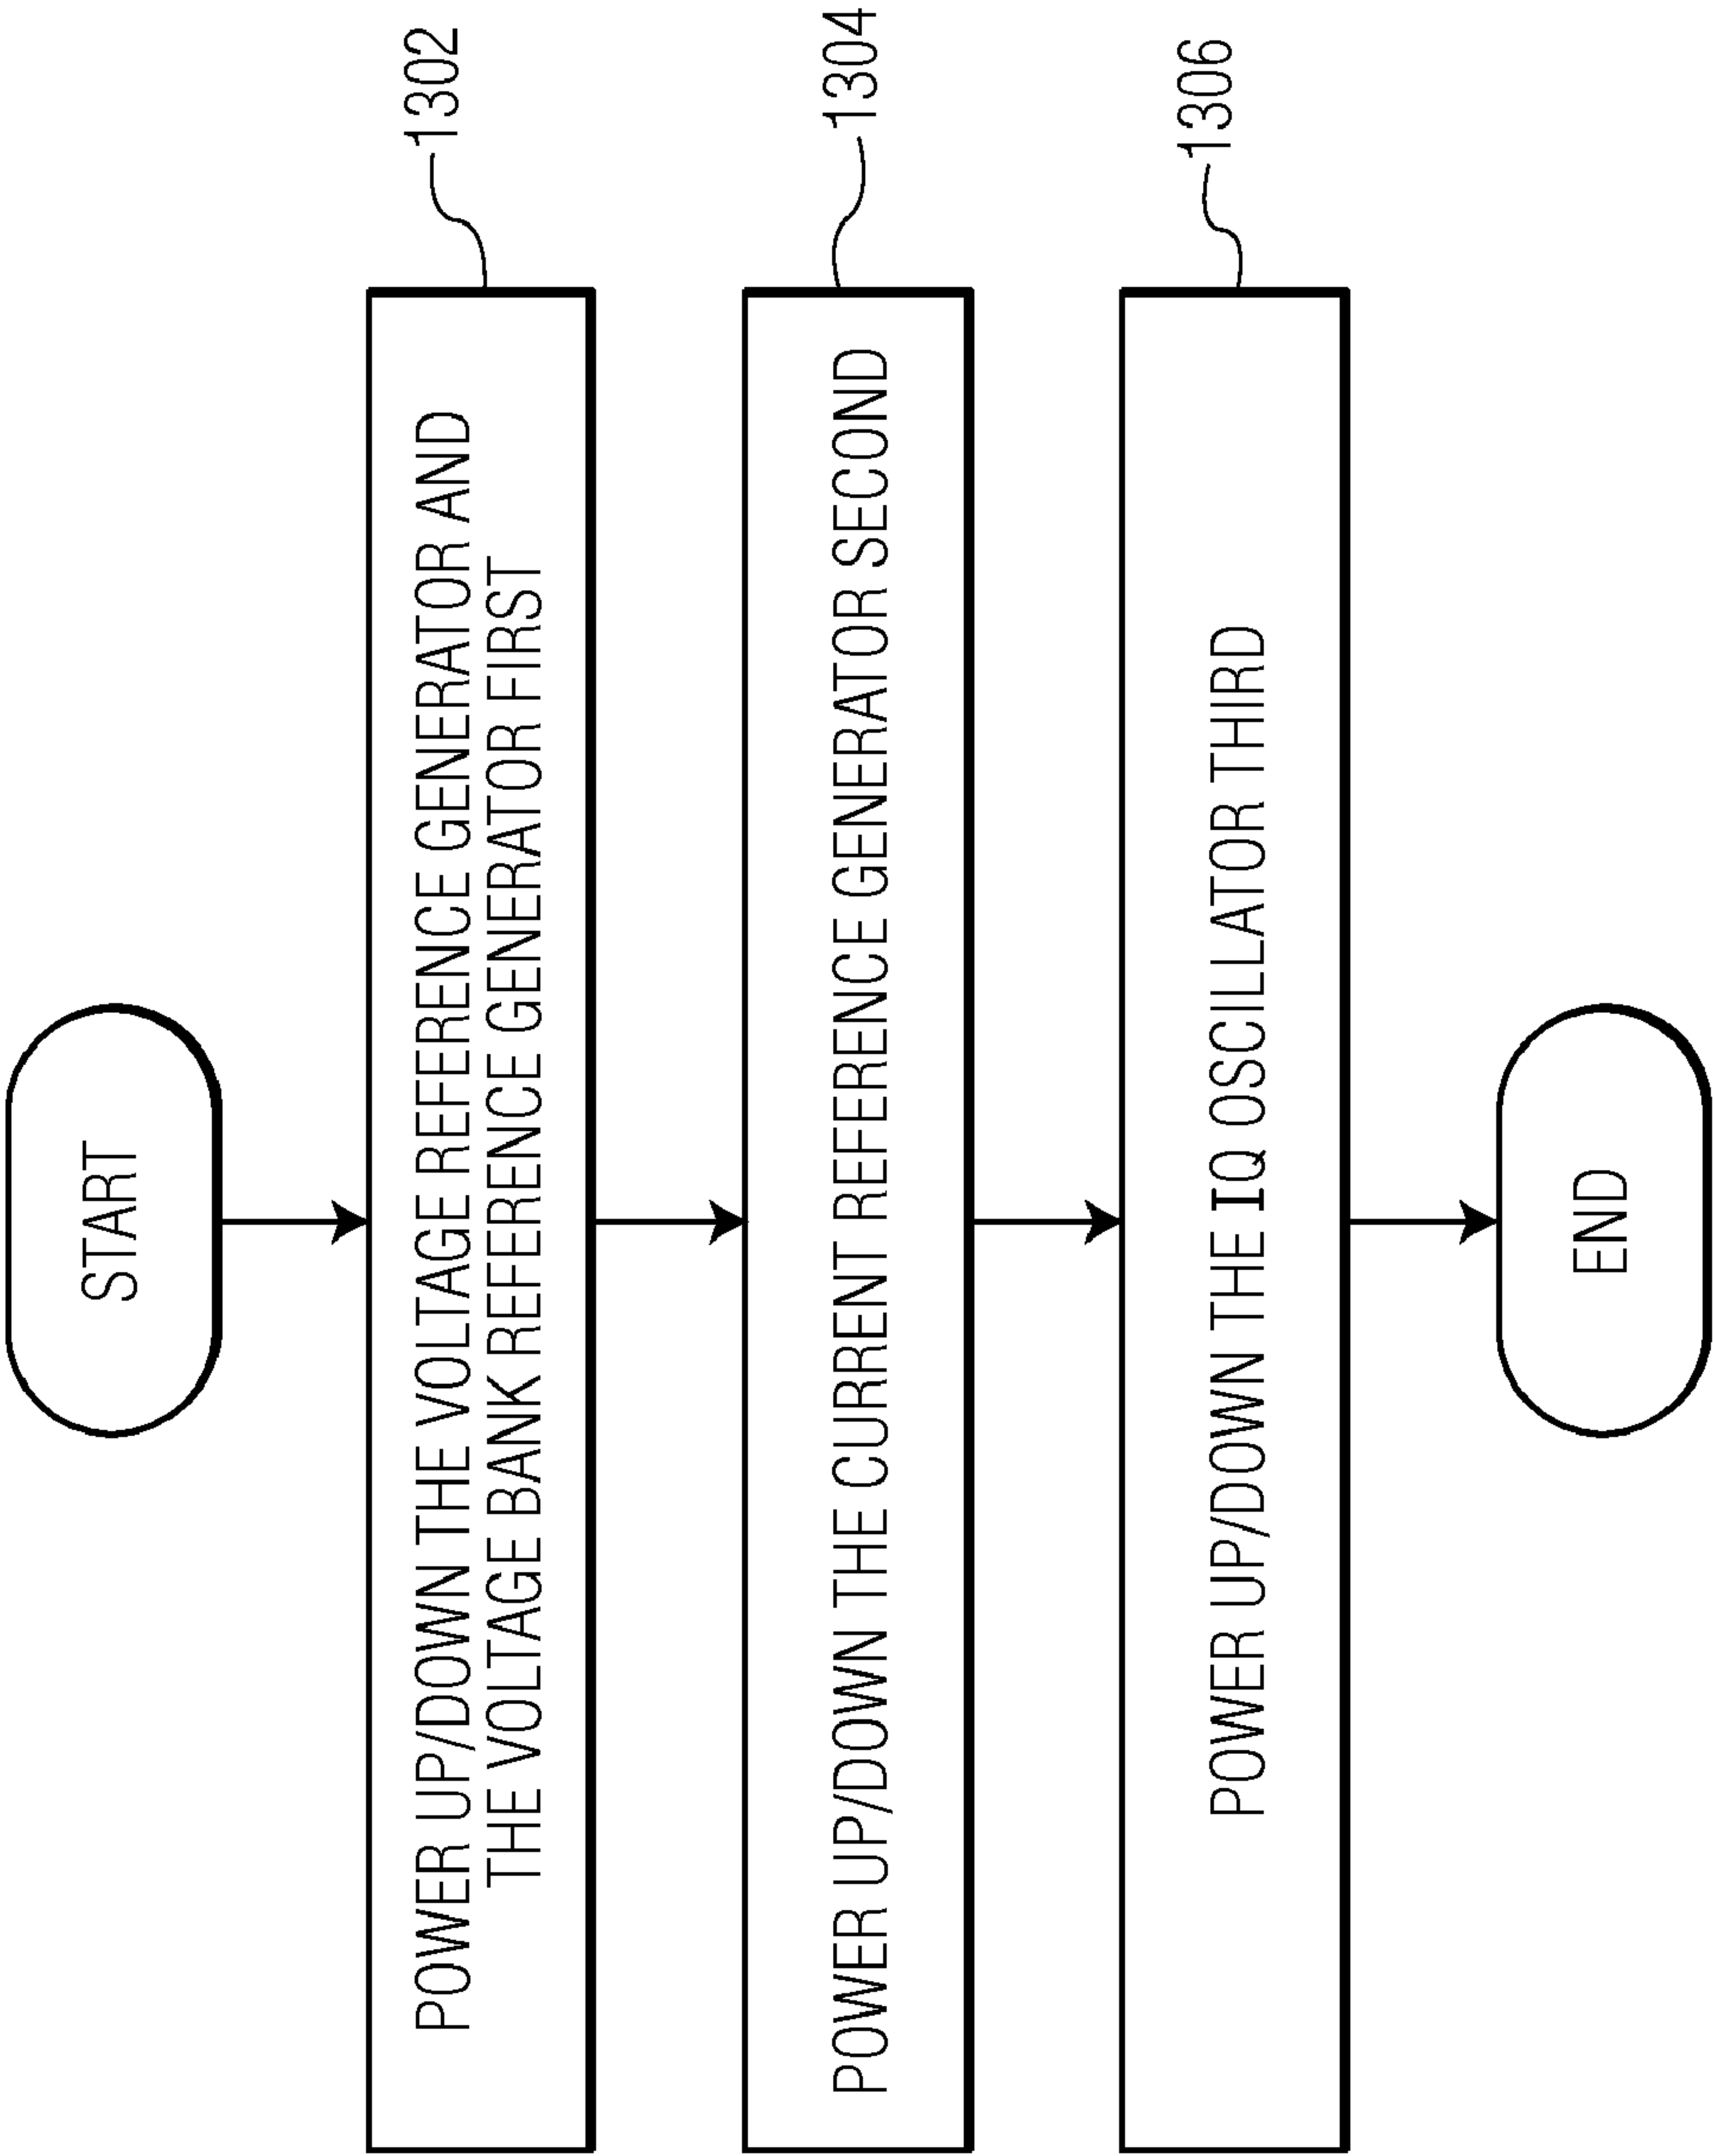 START
POWER UP/DOWN THE VOLTAGE REFERENCE GENERATOR AND
THE VOLTAGE BANK REFERENCE GENERATOR FIRST
1302
POWER UP/DOWN THE CURRENT REFERENCE GENERATOR SECOND
1304
POWER UP/DOWN THE IQ OSCILLATOR THIRD
1306
END